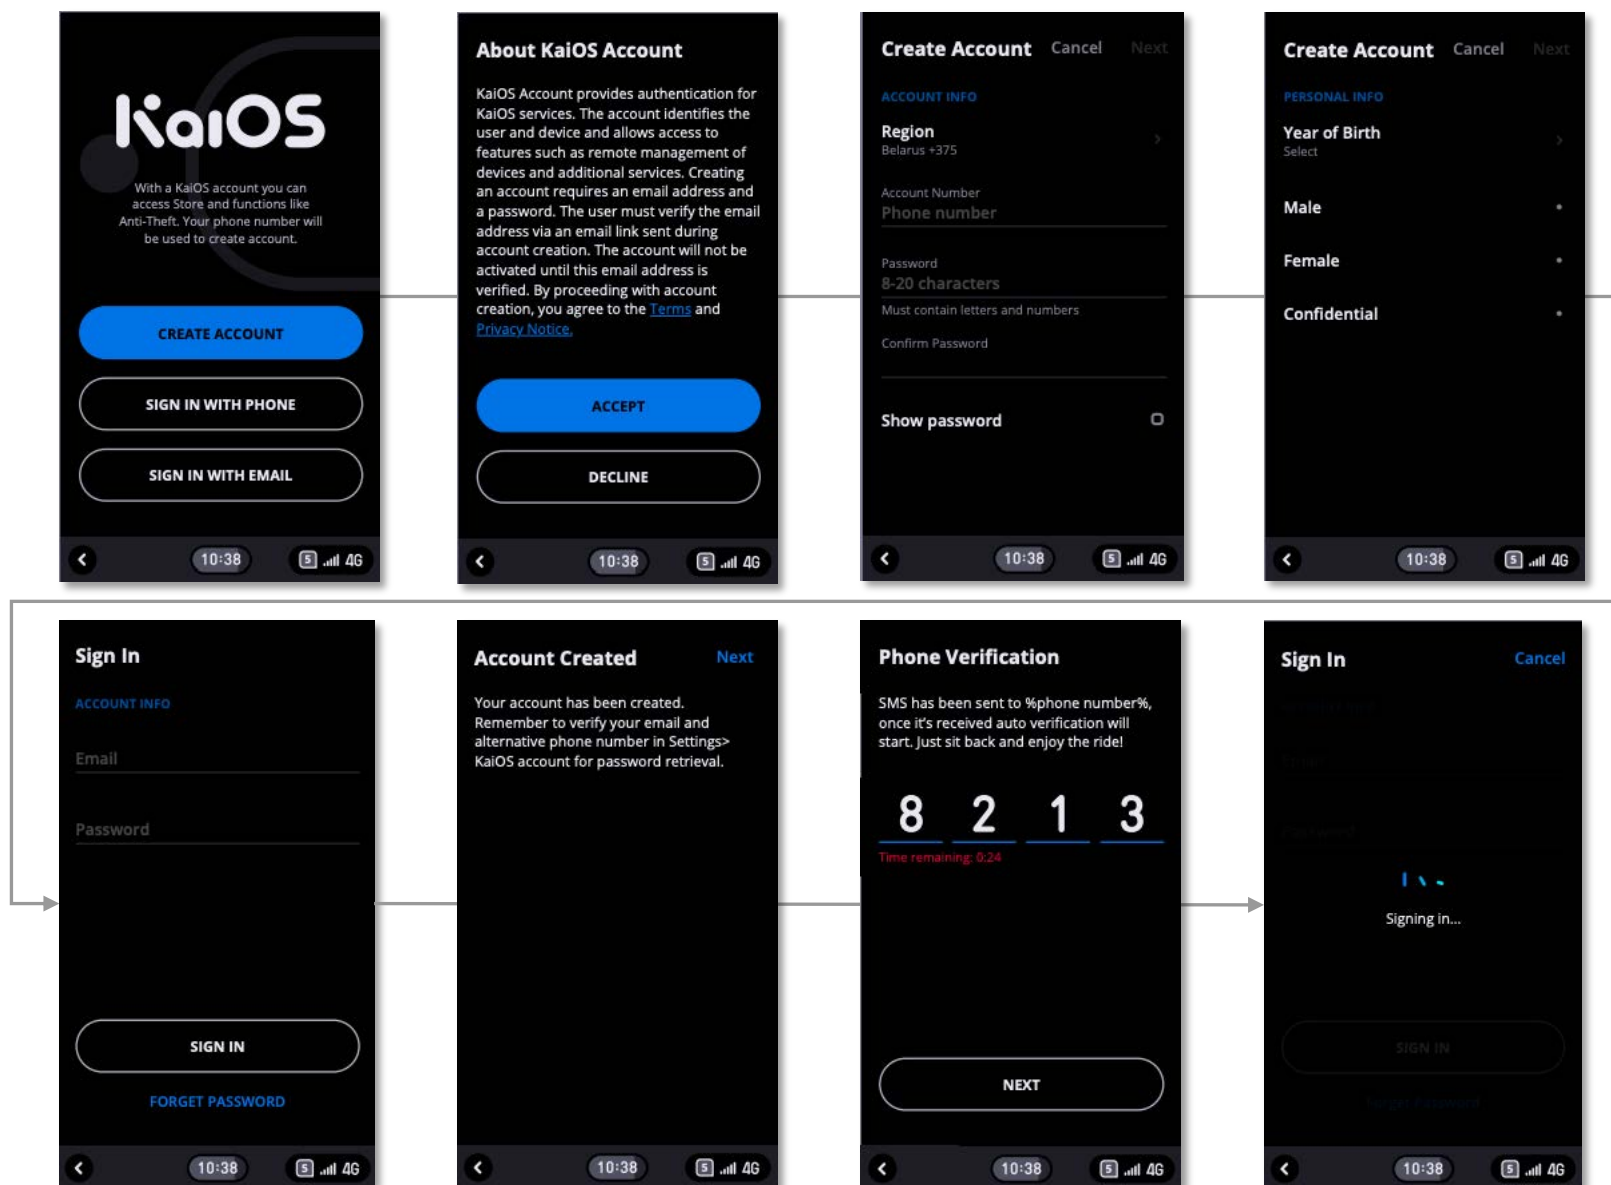 KaiOS
With a KaiOS account you can
access Store and functions like
Anti-Theft. Your phone number will
be used to create account.
CREATE ACCOUNT
SIGN IN WITH PHONE
SIGN IN WITH EMAIL
10:38
S 4G
About KaiOS Account
KaiOS Account provides authentication for
KaiOS services. The account identifies the
user and device and allows access to
features such as remote management of
devices and additional services. Creating
an account requires an email address and
a password. The user must verify the email
address via an email link sent during
account creation. The account will not be
activated until this email address is
verified. By proceeding with account
creation, you agree to the Terms and
Privacy Notice.
ACCEPT
DECLINE
10:38
S 4G
Create Account Cancel Next
ACCOUNT INFO
Region
Belarus +375
Account Number
Phone number
Password
8-20 characters
Must contain letters and numbers
Confirm Password
Show password
10:38
S 4G
Create Account Cancel Next
PERSONAL INFO
Year of Birth
Select
Male
Female
Confidential
10:38
S 4G
Sign In
ACCOUNT INFO
Email
Password
SIGN IN
FORGET PASSWORD
10:38
S 4G
Account Created Next
Your account has been created.
Remember to verify your email and
alternative phone number in Settings>
KaiOS account for password retrieval.
10:38
S 4G
Phone Verification
SMS has been sent to %phone number%,
once it's received auto verification will
start. Just sit back and enjoy the ride!
8 2 1 3
Time remaining: 0:24
NEXT
10:38
S 4G
Sign In Cancel
Email
Password
Signing in...
SIGN IN
Forget Password
10:38
S 4G